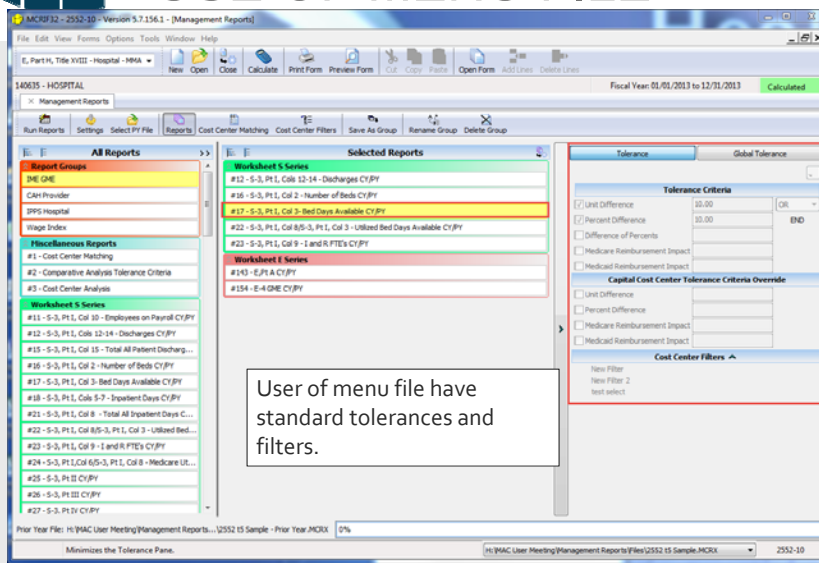 MCRIF32 - 2552-10 - Version 5.7.156.1 - [Management Reports]
File Edit View Forms Options Tools Window Help
E, Part H, Title XVIII - Hospital - MMA
New Open Close Calculate Print Form Preview Form Cut Copy Paste Open Form Add Lines Delete Lines
140635 - HOSPITAL
Fiscal Year: 01/01/2013 to 12/31/2013
Calculated
Management Reports
Run Reports Settings Select PY File Reports Cost Center Matching Cost Center Filters Save As Group Rename Group Delete Group
All Reports >>
Report Groups
IME GME
CAH Provider
IPPS Hospital
Wage Index
Miscellaneous Reports
#1 - Cost Center Matching
#2 - Comparative Analysis Tolerance Criteria
#3 - Cost Center Analysis
Worksheet S Series
#11 - S-3, Pt I, Col 10 - Employees on Payroll CY/PY
#12 - S-3, Pt I, Cols 12-14 - Discharges CY/PY
#15 - S-3, Pt I, Col 15 - Total All Patient Discharg...
#16 - S-3, Pt I, Col 2 - Number of Beds CY/PY
#17 - S-3, Pt I, Col 3- Bed Days Available CY/PY
#18 - S-3, Pt I, Cols 5-7 - Inpatient Days CY/PY
#21 - S-3, Pt I, Col 8 - Total All Inpatient Days C...
#22 - S-3, Pt I, Col 8/S-3, Pt I, Col 3 - Utilized Bed...
#23 - S-3, Pt I, Col 9 - I and R FTE's CY/PY
#24 - S-3, Pt I,Col 6/S-3, Pt I, Col 8 - Medicare Ut...
#25 - S-3, Pt II CY/PY
#26 - S-3, Pt III CY/PY
#27 - S-3, Pt IV CY/PY
Selected Reports
Worksheet S Series
#12 - S-3, Pt I, Cols 12-14 - Discharges CY/PY
#16 - S-3, Pt I, Col 2 - Number of Beds CY/PY
#17 - S-3, Pt I, Col 3- Bed Days Available CY/PY
#22 - S-3, Pt I, Col 8/S-3, Pt I, Col 3 - Utilized Bed Days Available CY/PY
#23 - S-3, Pt I, Col 9 - I and R FTE's CY/PY
Worksheet E Series
#143 - E,Pt A CY/PY
#154 - E-4 GME CY/PY
User of menu file have
standard tolerances and
filters.
Tolerance Global Tolerance
Tolerance Criteria
Unit Difference 10.00 OR
Percent Difference 10.00 END
Difference of Percents
Medicare Reimbursement Impact
Medicaid Reimbursement Impact
Capital Cost Center Tolerance Criteria Override
Unit Difference
Percent Difference
Medicare Reimbursement Impact
Medicaid Reimbursement Impact
Cost Center Filters
New Filter
New Filter 2
test select
Prior Year File: H:\MAC User Meeting\Management Reports...\2552 t5 Sample - Prior Year.MCRX 0%
Minimizes the Tolerance Pane.
H:\MAC User Meeting\Management Reports\Files\2552 t5 Sample.MCRX
2552-10